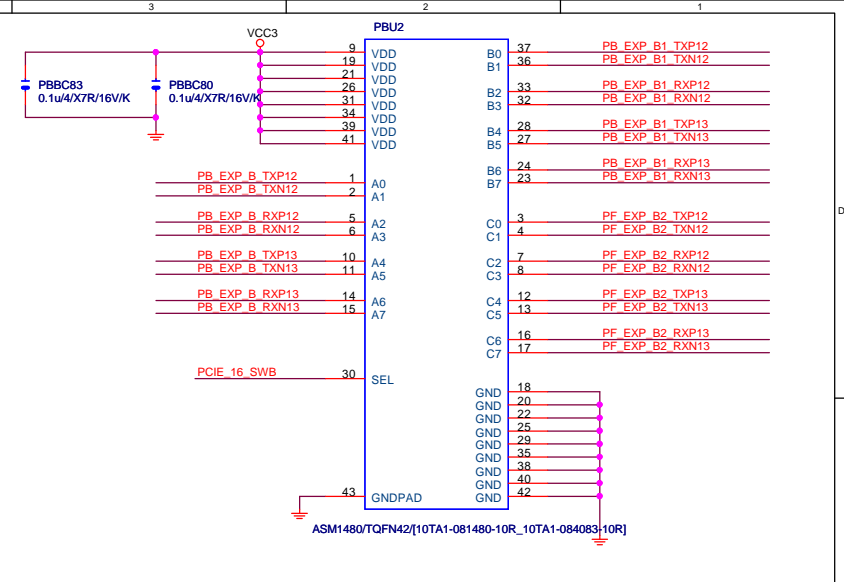 3
2
1
D
VCC3
PBU2
PBBC83
0.1u/4/X7R/16V/K
PBBC80
0.1u/4/X7R/16V/K
9 VDD
19 VDD
21 VDD
26 VDD
31 VDD
34 VDD
39 VDD
41 VDD
PB_EXP_B_TXP12 1 A0
PB_EXP_B_TXN12 2 A1
PB_EXP_B_RXP12 5 A2
PB_EXP_B_RXN12 6 A3
PB_EXP_B_TXP13 10 A4
PB_EXP_B_TXN13 11 A5
PB_EXP_B_RXP13 14 A6
PB_EXP_B_RXN13 15 A7
PCIE_16_SWB 30 SEL
43 GNDPAD
B0 37 PB_EXP_B1_TXP12
B1 36 PB_EXP_B1_TXN12
B2 33 PB_EXP_B1_RXP12
B3 32 PB_EXP_B1_RXN12
B4 28 PB_EXP_B1_TXP13
B5 27 PB_EXP_B1_TXN13
B6 24 PB_EXP_B1_RXP13
B7 23 PB_EXP_B1_RXN13
C0 3 PF_EXP_B2_TXP12
C1 4 PF_EXP_B2_TXN12
C2 7 PF_EXP_B2_RXP12
C3 8 PF_EXP_B2_RXN12
C4 12 PF_EXP_B2_TXP13
C5 13 PF_EXP_B2_TXN13
C6 16 PF_EXP_B2_RXP13
C7 17 PF_EXP_B2_RXN13
GND 18
GND 20
GND 22
GND 25
GND 29
GND 35
GND 38
GND 40
GND 42
ASM1480/TQFN42/[10TA1-081480-10R_10TA1-084083-10R]